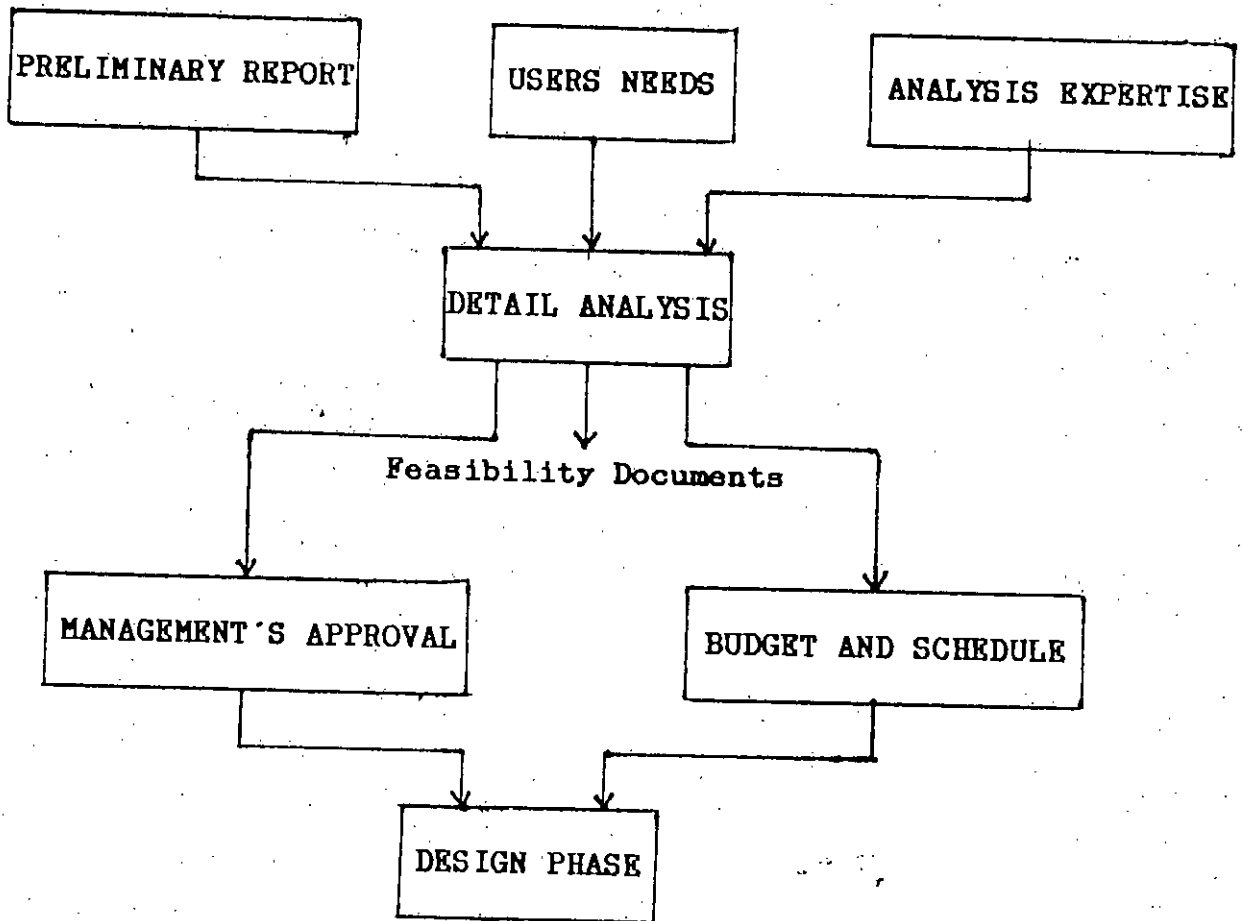 PRELIMINARY REPORT
USERS NEEDS
ANALYSIS EXPERTISE
DETAIL ANALYSIS
Feasibility Documents
MANAGEMENT'S APPROVAL
BUDGET AND SCHEDULE
DESIGN PHASE